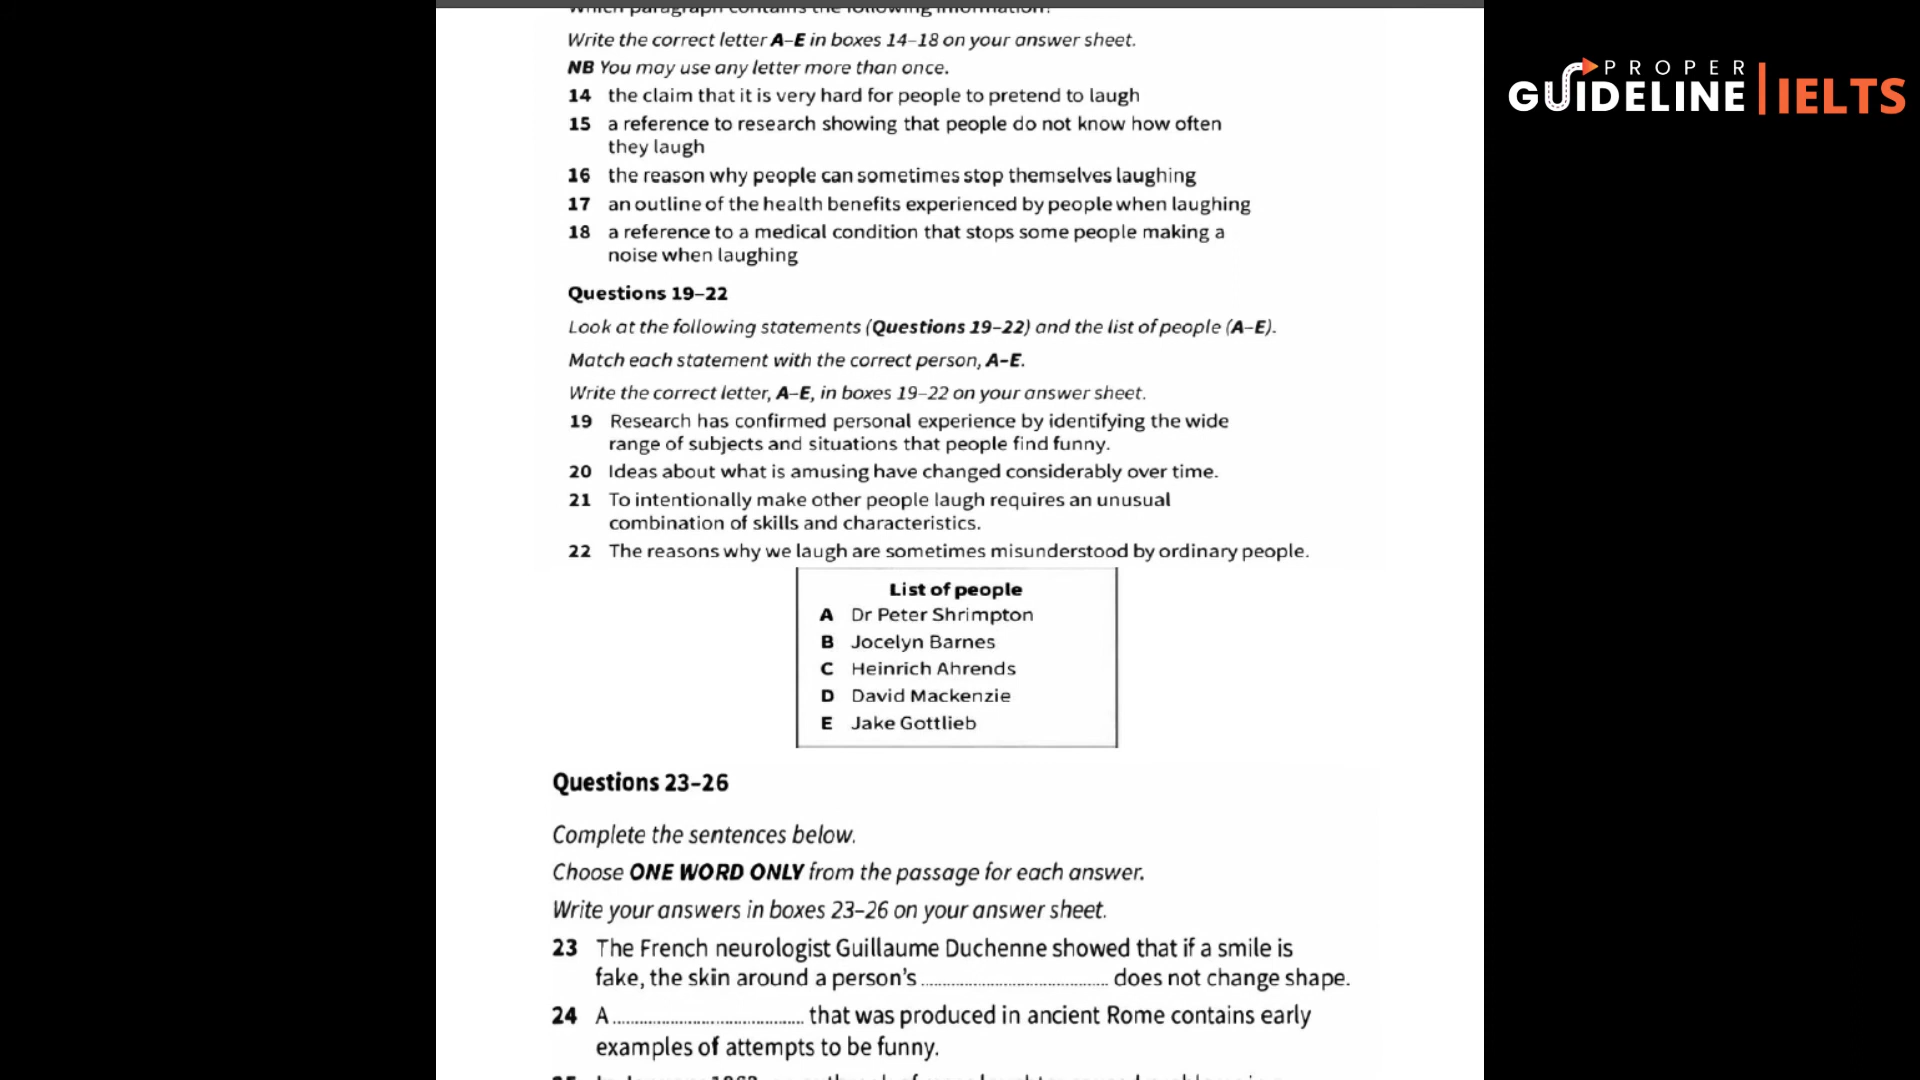 Which paragraph contains the following information?
Write the correct letter A–E in boxes 14–18 on your answer sheet.
NB You may use any letter more than once.
14 the claim that it is very hard for people to pretend to laugh
15 a reference to research showing that people do not know how often
they laugh
16 the reason why people can sometimes stop themselves laughing
17 an outline of the health benefits experienced by people when laughing
18 a reference to a medical condition that stops some people making a
noise when laughing
Questions 19–22
Look at the following statements (Questions 19–22) and the list of people (A–E).
Match each statement with the correct person, A–E.
Write the correct letter, A–E, in boxes 19–22 on your answer sheet.
19 Research has confirmed personal experience by identifying the wide
range of subjects and situations that people find funny.
20 Ideas about what is amusing have changed considerably over time.
21 To intentionally make other people laugh requires an unusual
combination of skills and characteristics.
22 The reasons why we laugh are sometimes misunderstood by ordinary people.
List of people
A Dr Peter Shrimpton
B Jocelyn Barnes
C Heinrich Ahrends
D David Mackenzie
E Jake Gottlieb
Questions 23–26
Complete the sentences below.
Choose ONE WORD ONLY from the passage for each answer.
Write your answers in boxes 23–26 on your answer sheet.
23 The French neurologist Guillaume Duchenne showed that if a smile is
fake, the skin around a person's ........................................ does not change shape.
24 A ........................................ that was produced in ancient Rome contains early
examples of attempts to be funny.
PROPER
GUIDELINE | IELTS